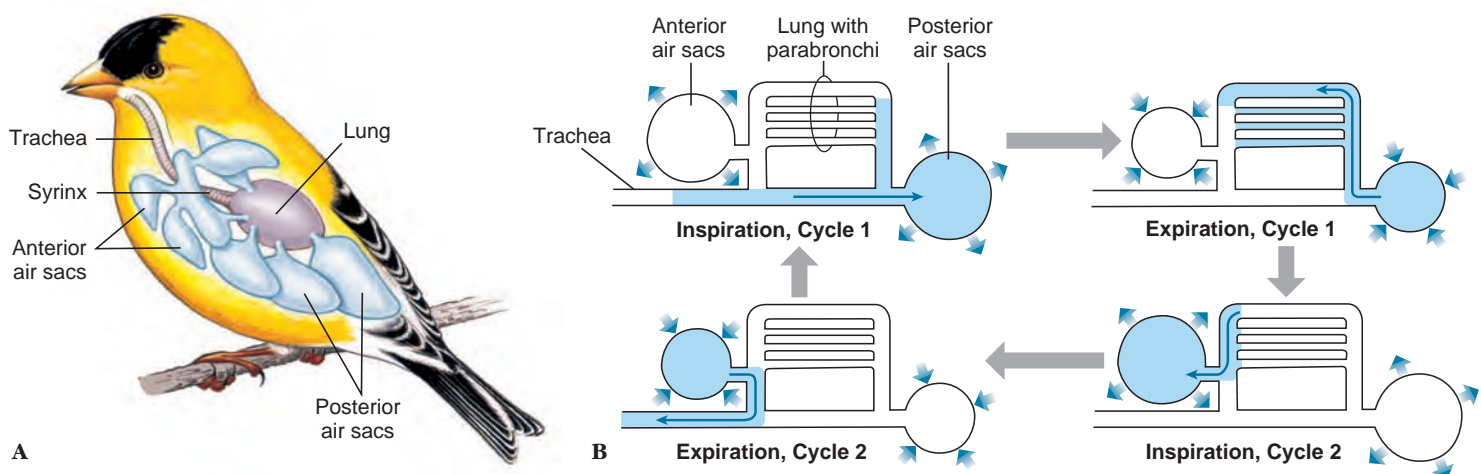 Trachea
Syrinx
Anterior
air sacs
Lung
Posterior
air sacs
A
Anterior
air sacs
Lung with
parabronchi
Posterior
air sacs
Trachea
Inspiration, Cycle 1
Expiration, Cycle 1
B
Expiration, Cycle 2
Inspiration, Cycle 2